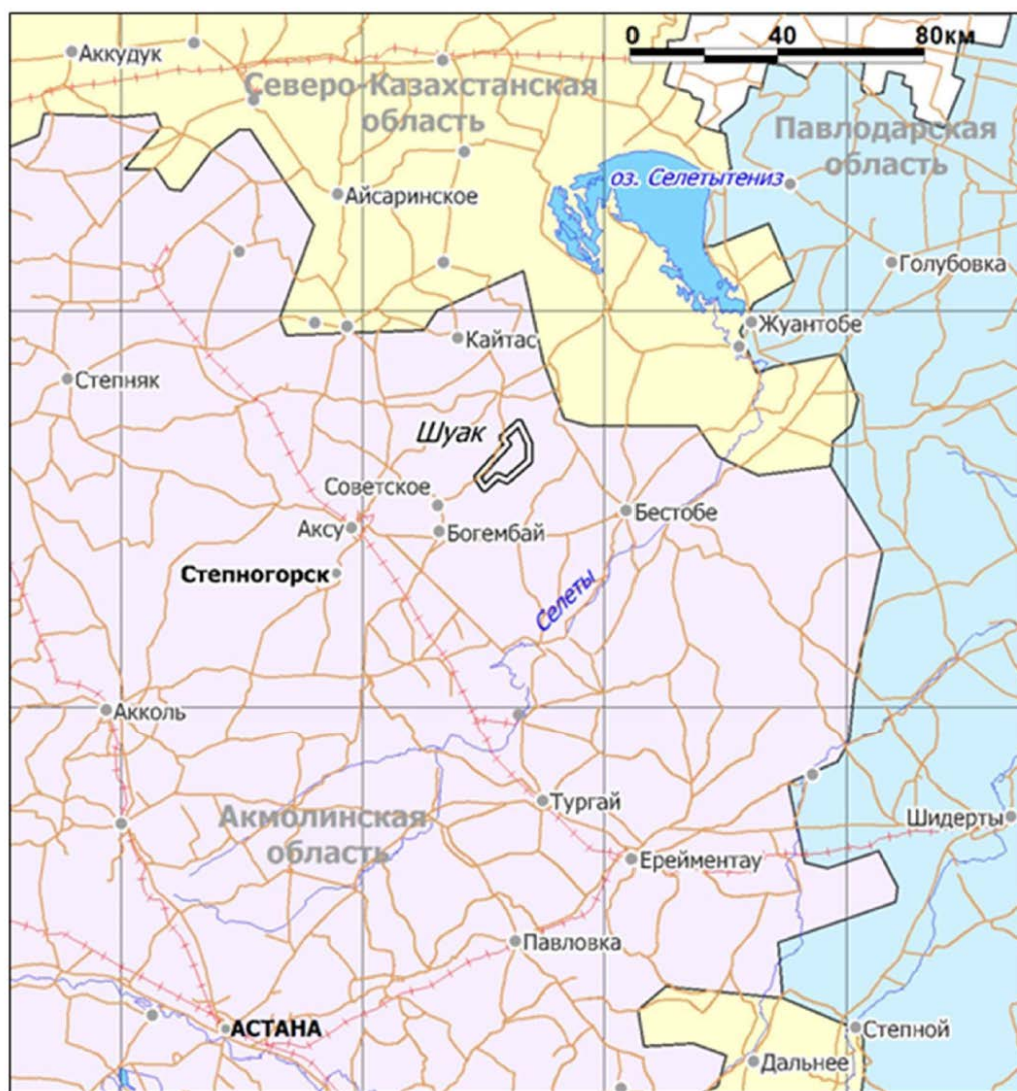 0 40 80км
Аккудук
Северо-Казахстанская
область
Павлодарская
область
оз. Селетытениз
Айсаринское
Голубовка
Жуантобе
Кайтас
Степняк
Шуак
Советское
Аксу
Богембай
Бестобе
Степногорск
Селеты
Акколь
Тургай
Акмолинская
область
Шидерты
Ерейментау
Павловка
АСТАНА
Степной
Дальнее